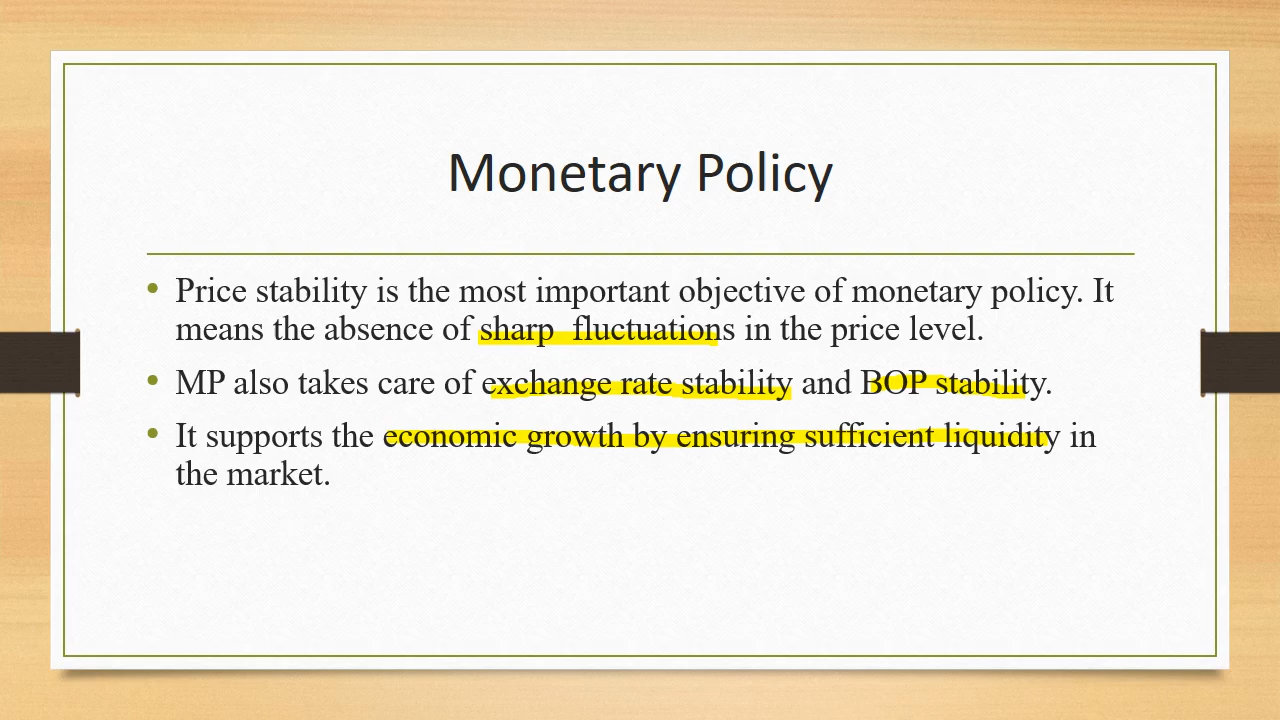 Monetary Policy
• Price stability is the most important objective of monetary policy. It
means the absence of sharp  fluctuations in the price level.
• MP also takes care of exchange rate stability and BOP stability.
• It supports the economic growth by ensuring sufficient liquidity in
the market.